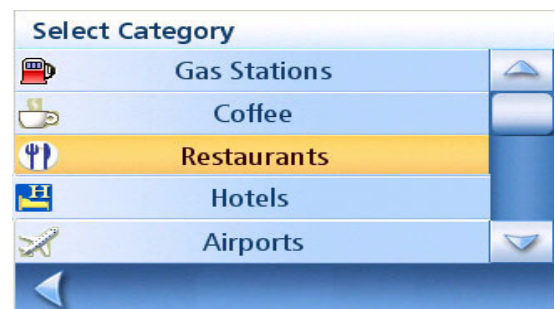 Select Category
Gas Stations
Coffee
Restaurants
H
Hotels
Airports